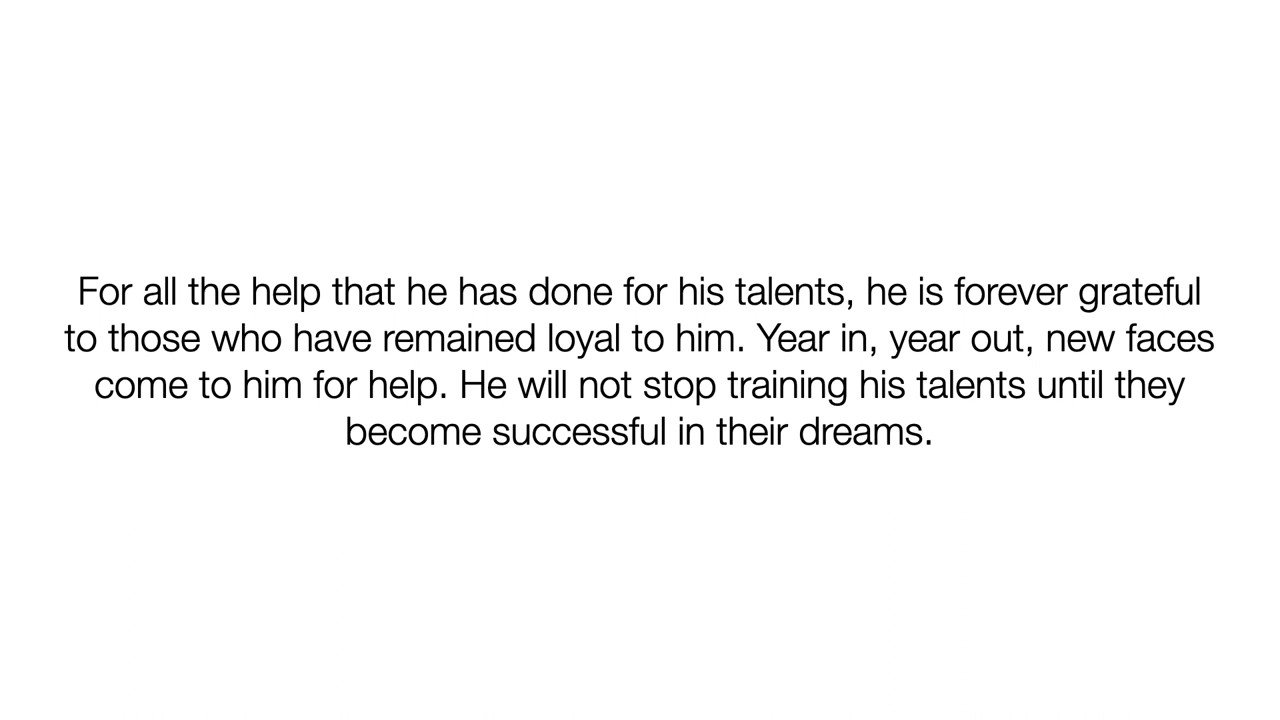 For all the help that he has done for his talents, he is forever grateful
to those who have remained loyal to him. Year in, year out, new faces
come to him for help. He will not stop training his talents until they
become successful in their dreams.